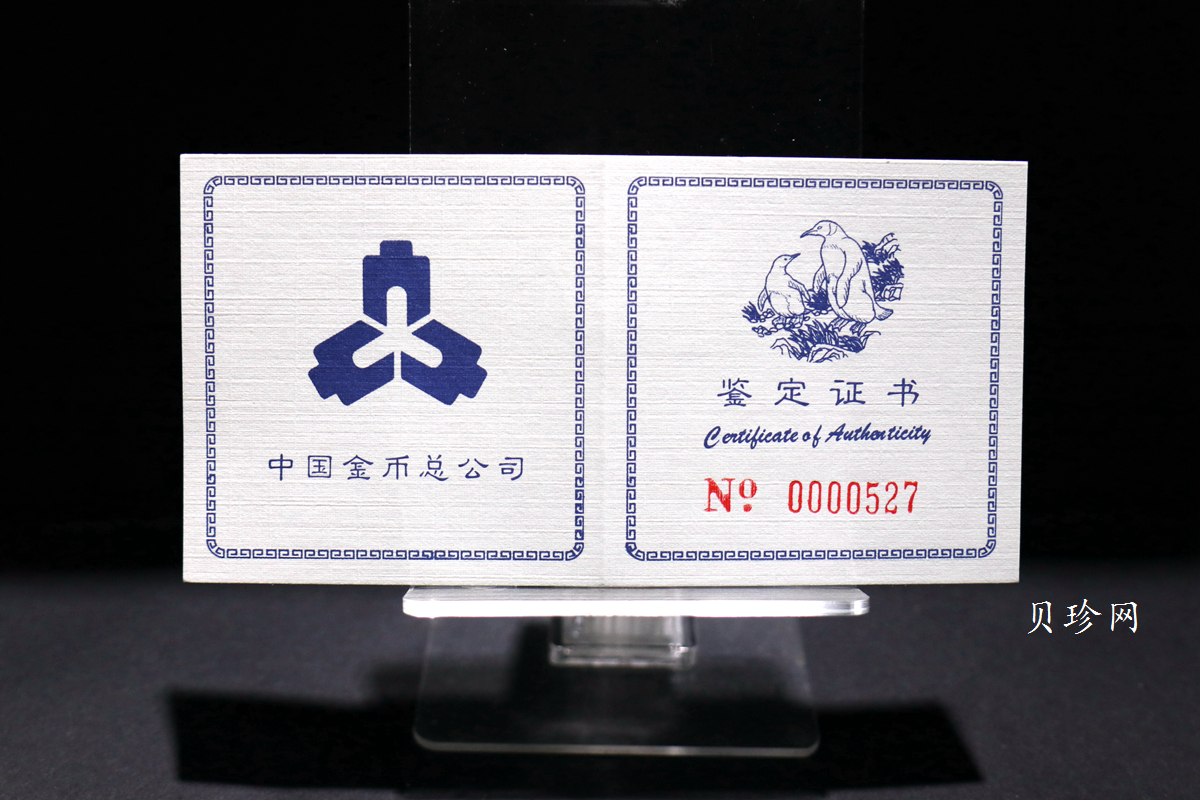 中国金币总公司
鉴定证书
Certificate of Authenticity
Nº 0000527
贝珍网